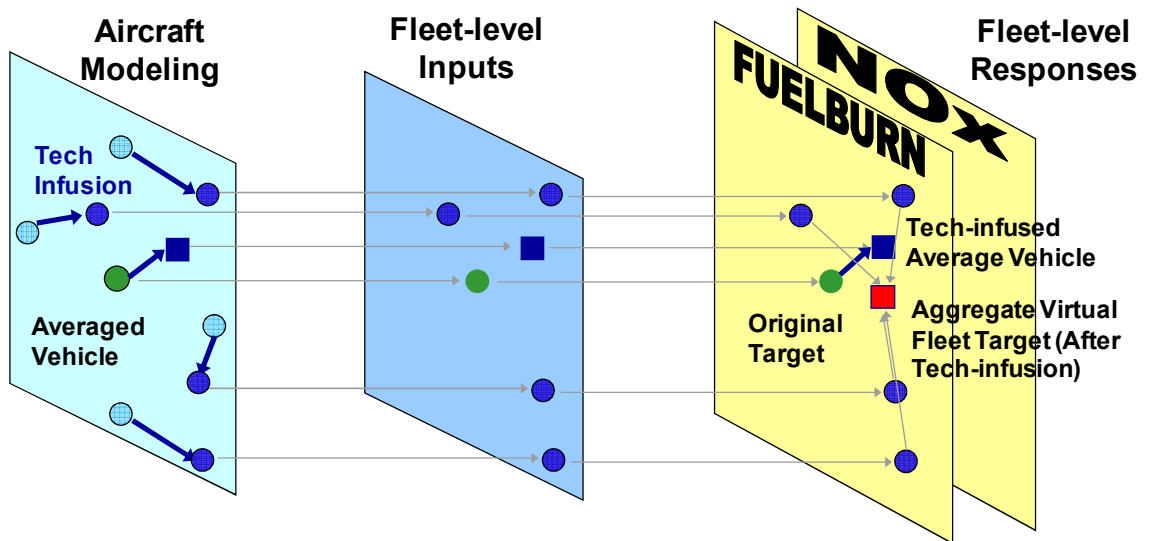 Aircraft
Modeling
Fleet-level
Inputs
Fleet-level
Responses
NOx
FUELBURN
Tech
Infusion
Averaged
Vehicle
Original
Target
Tech-infused
Average Vehicle
Aggregate Virtual
Fleet Target (After
Tech-infusion)